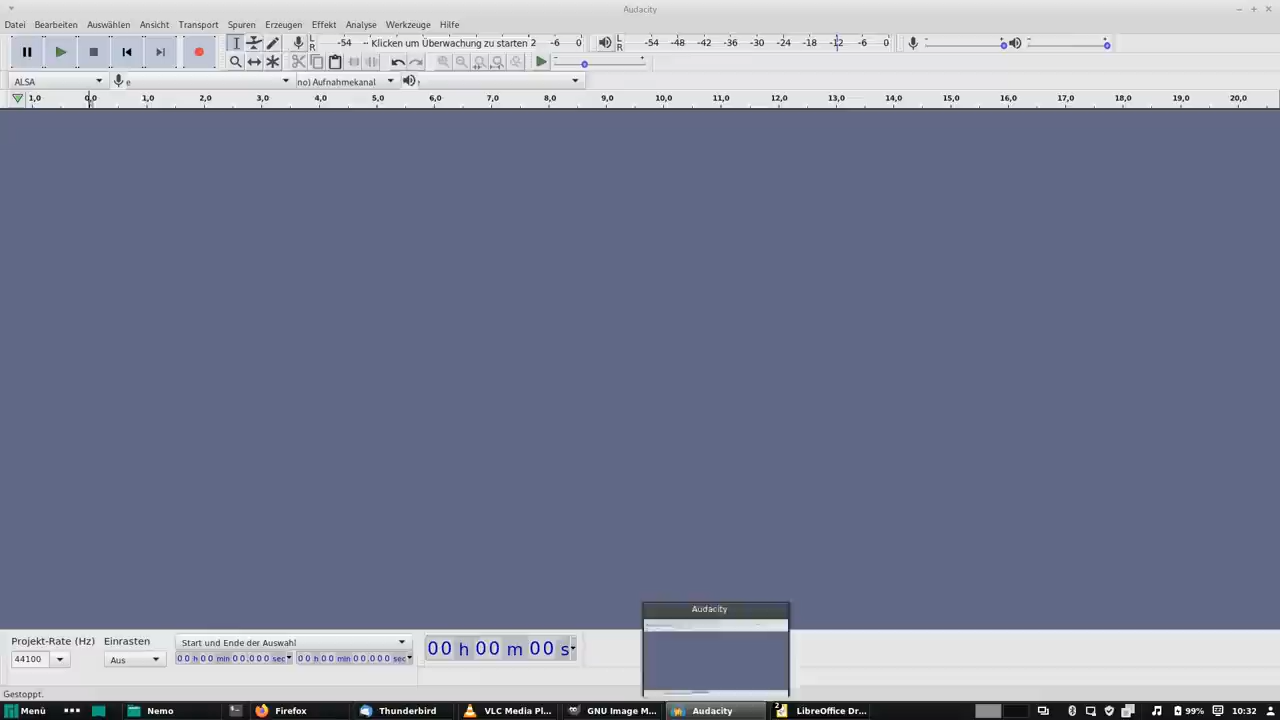 Audacity
Datei Bearbeiten Auswählen Ansicht Transport Spuren Erzeugen Effekt Analyse Werkzeuge Hilfe
L R -54 -- Klicken um Überwachung zu starten 2 -6 0 L R -54 -48 -42 -36 -30 -24 -18 -12 -6 0
ALSA e no) Aufnahmekanal
1,0 0,0 1,0 2,0 3,0 4,0 5,0 6,0 7,0 8,0 9,0 10,0 11,0 12,0 13,0 14,0 15,0 16,0 17,0 18,0 19,0 20,0
Audacity
Projekt-Rate (Hz) Einrasten Start und Ende der Auswahl
44100 Aus 00 h 00 min 00,000 sec 00 h 00 min 00,000 sec 00 h 00 m 00 s
Gestoppt.
Menü Nemo Firefox Thunderbird VLC Media Pl... GNU Image M... Audacity 2 LibreOffice Dr... 99% 10:32